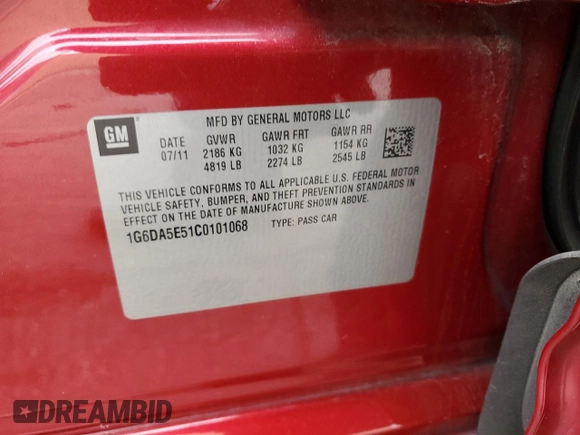 GM
MFD BY GENERAL MOTORS LLC
DATE GVWR GAWR FRT GAWR RR
07/11 2186 KG 1032 KG 1154 KG
4819 LB 2274 LB 2545 LB
THIS VEHICLE CONFORMS TO ALL APPLICABLE U.S. FEDERAL MOTOR
VEHICLE SAFETY, BUMPER, AND THEFT PREVENTION STANDARDS IN
EFFECT ON THE DATE OF MANUFACTURE SHOWN ABOVE.
1G6DA5E51C0101068 TYPE: PASS CAR
DREAMBID